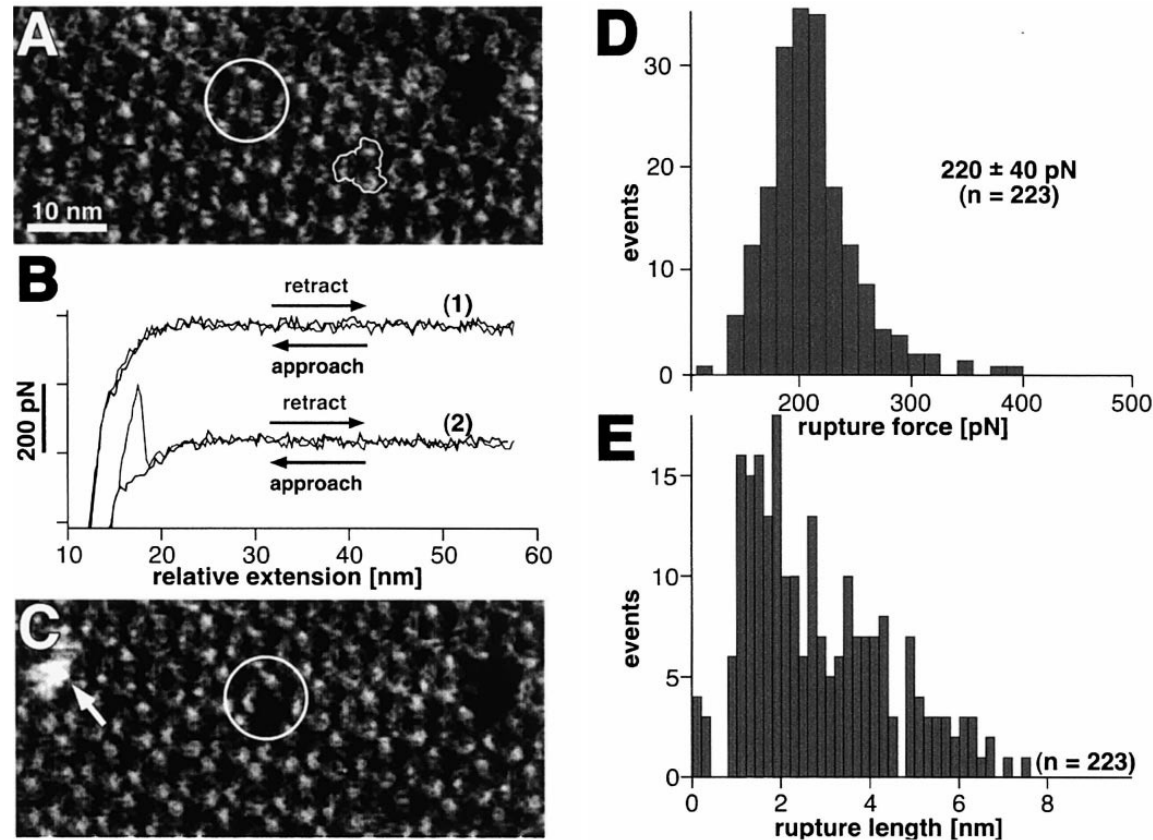 A
10 nm
B
retract
(1)
approach
retract
(2)
approach
200 pN
10 20 30 40 50 60
relative extension [nm]
C
D
30
20
10
0
events
220 ± 40 pN
(n = 223)
200 300 400 500
rupture force [pN]
E
15
10
5
0
events
(n = 223)
0 2 4 6 8
rupture length [nm]